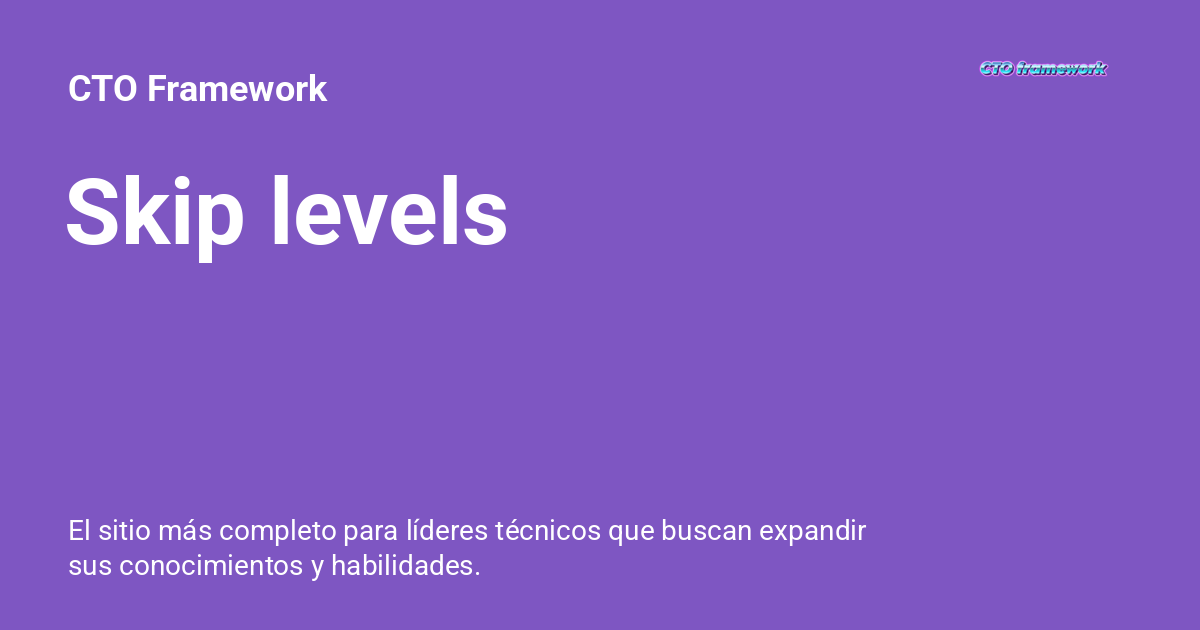 CTO Framework
CTO framework
Skip levels
El sitio más completo para líderes técnicos que buscan expandir
sus conocimientos y habilidades.